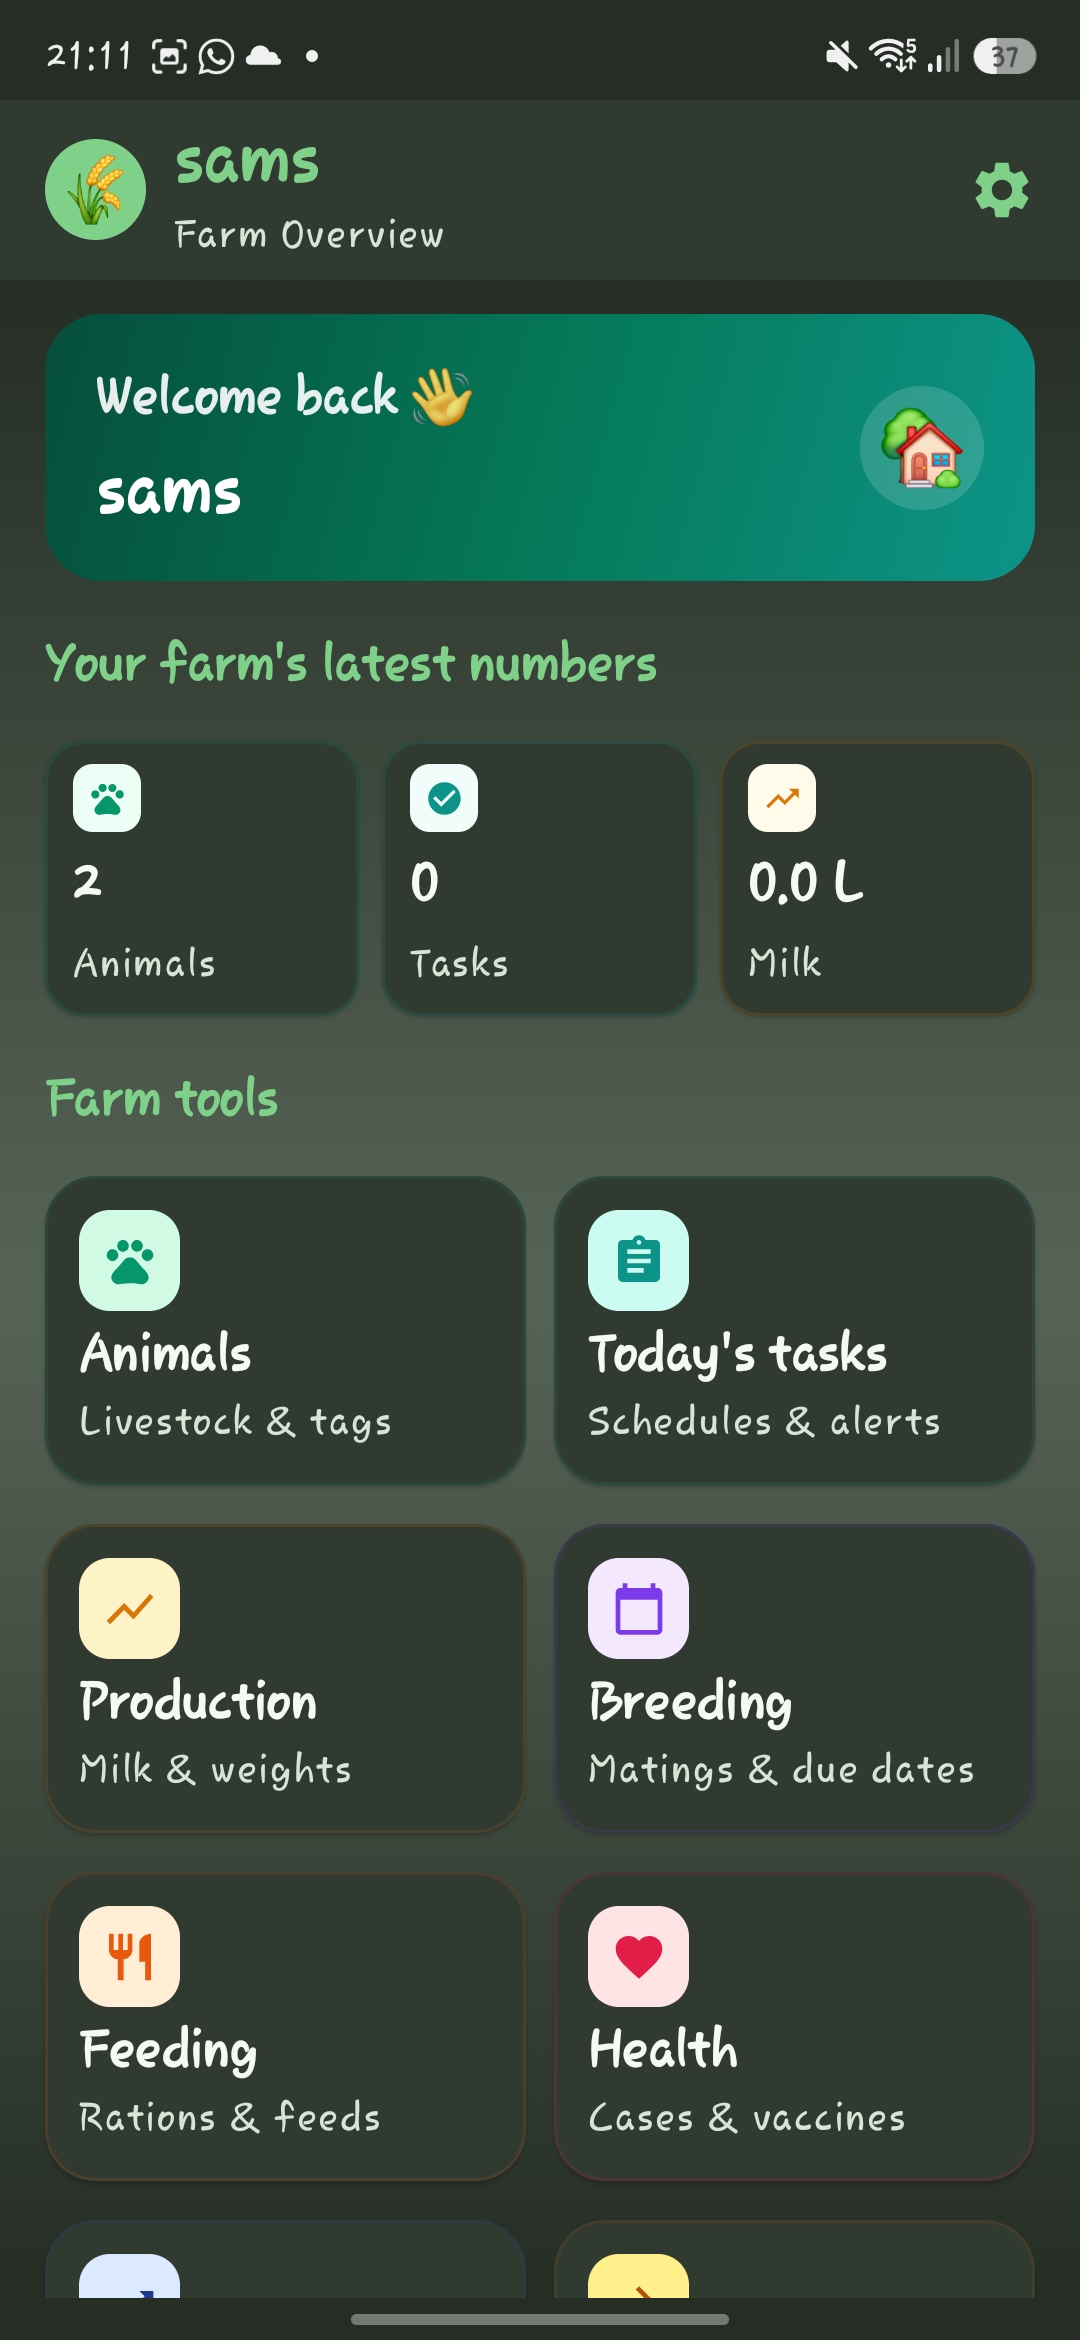 21:11
5
37
sams
Farm Overview
Welcome back 👋
sams
Your farm's latest numbers
2
0
0.0 L
Animals
Tasks
Milk
Farm tools
Animals
Livestock & tags
Today's tasks
Schedules & alerts
Production
Milk & weights
Breeding
Matings & due dates
Feeding
Rations & feeds
Health
Cases & vaccines